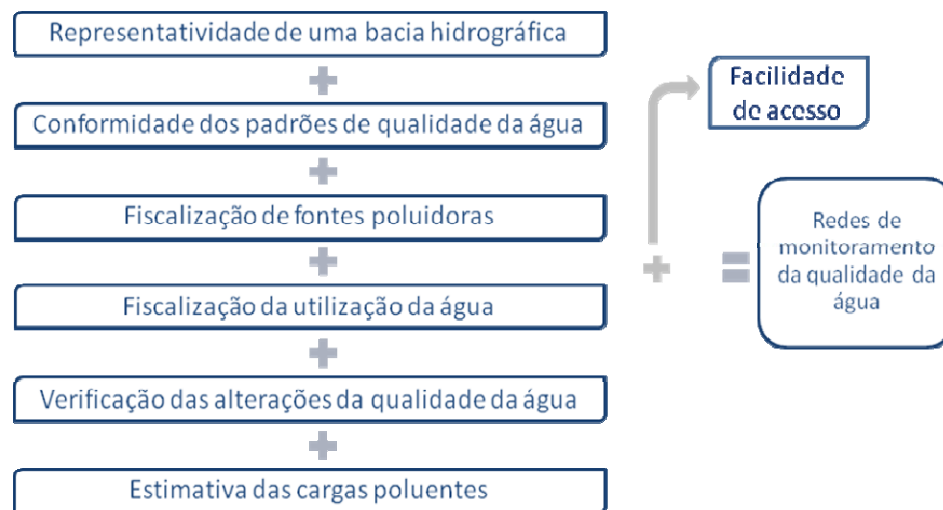 Representatividade de uma bacia hidrográfica
+
Conformidade dos padrões de qualidade da água
+
Fiscalização de fontes poluidoras
+
Fiscalização da utilização da água
+
Verificação das alterações da qualidade da água
+
Estimativa das cargas poluentes
+
Facilidade
de acesso
=
Redes de
monitoramento
da qualidade da
água